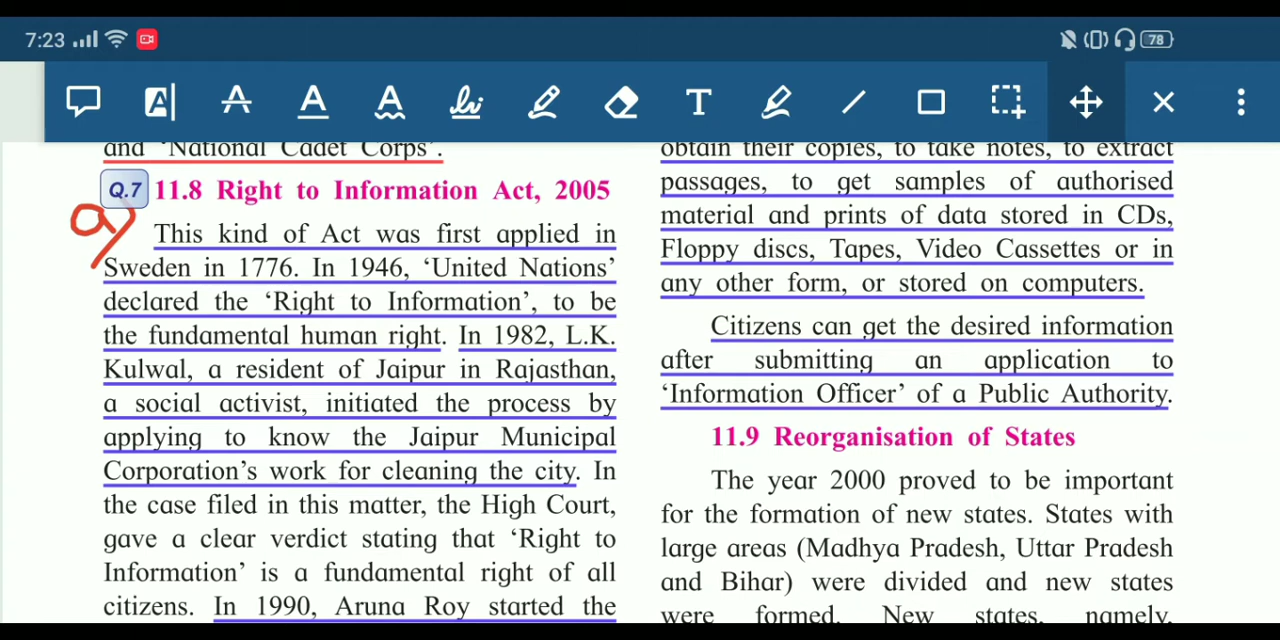 7:23
78
T
and ‘National Cadet Corps’.
Q.7 11.8 Right to Information Act, 2005
This kind of Act was first applied in
Sweden in 1776. In 1946, ‘United Nations’
declared the ‘Right to Information’, to be
the fundamental human right. In 1982, L.K.
Kulwal, a resident of Jaipur in Rajasthan,
a social activist, initiated the process by
applying to know the Jaipur Municipal
Corporation’s work for cleaning the city. In
the case filed in this matter, the High Court,
gave a clear verdict stating that ‘Right to
Information’ is a fundamental right of all
citizens. In 1990, Aruna Roy started the
obtain their copies, to take notes, to extract
passages, to get samples of authorised
material and prints of data stored in CDs,
Floppy discs, Tapes, Video Cassettes or in
any other form, or stored on computers.
Citizens can get the desired information
after submitting an application to
‘Information Officer’ of a Public Authority.
11.9 Reorganisation of States
The year 2000 proved to be important
for the formation of new states. States with
large areas (Madhya Pradesh, Uttar Pradesh
and Bihar) were divided and new states
were formed. New states, namely,